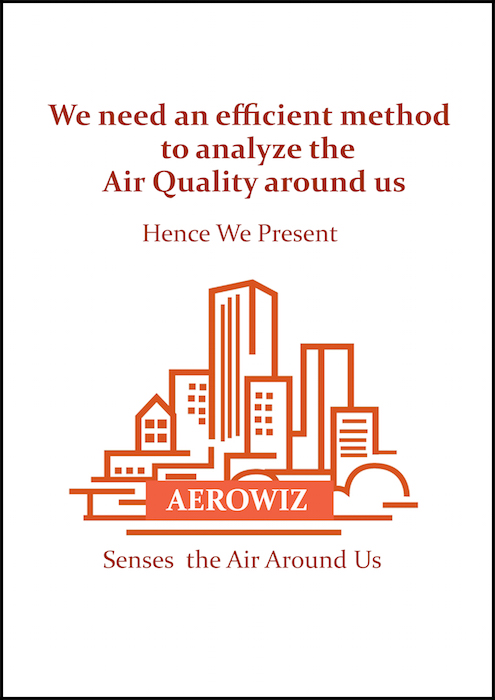 We need an efficient method
to analyze the
Air Quality around us
Hence We Present
AEROWIZ
Senses the Air Around Us